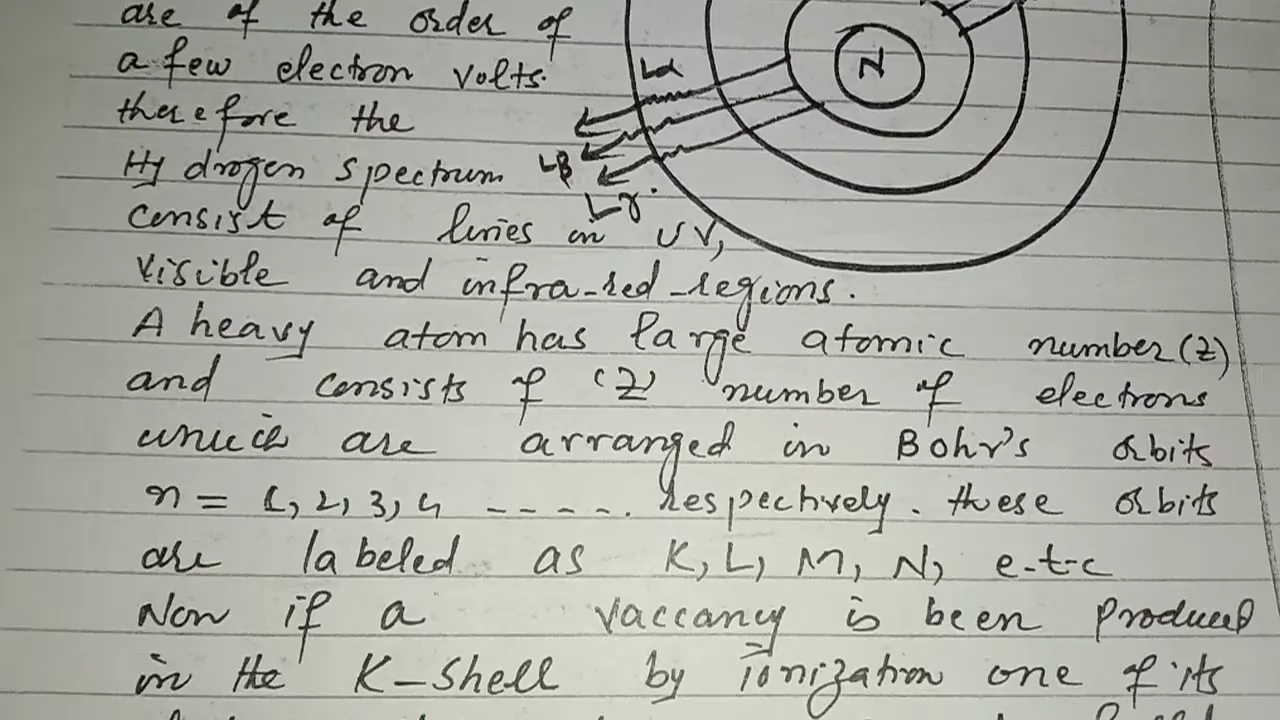 are of the order of
a few electron volts.
therefore the
Hydrogen spectrum
consist of lines in UV,
visible and infra-red-regions.
A heavy atom has large atomic number (Z)
and consists of (Z) number of electrons
are arranged in Bohr's orbits
n = 1, 2, 3, 4 ------. respectively. these orbits
are labeled as K, L, M, N, e-t-c
Now if a vaccancy is been produced
in the K-Shell by ionization one of its
N
Lα
Lβ
Lγ.